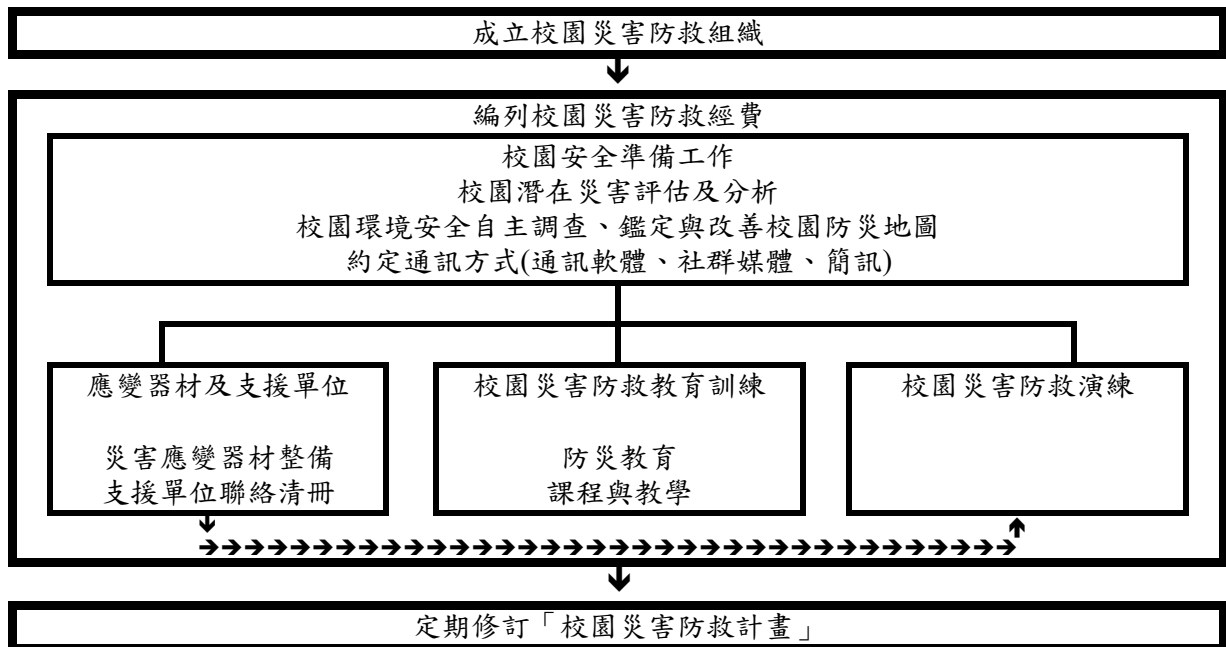 成立校園災害防救組織
編列校園災害防救經費
校園安全準備工作
校園潛在災害評估及分析
校園環境安全自主調查、鑑定與改善校園防災地圖
約定通訊方式(通訊軟體、社群媒體、簡訊)
應變器材及支援單位
災害應變器材整備
支援單位聯絡清冊
校園災害防救教育訓練
防災教育
課程與教學
校園災害防救演練
定期修訂「校園災害防救計畫」